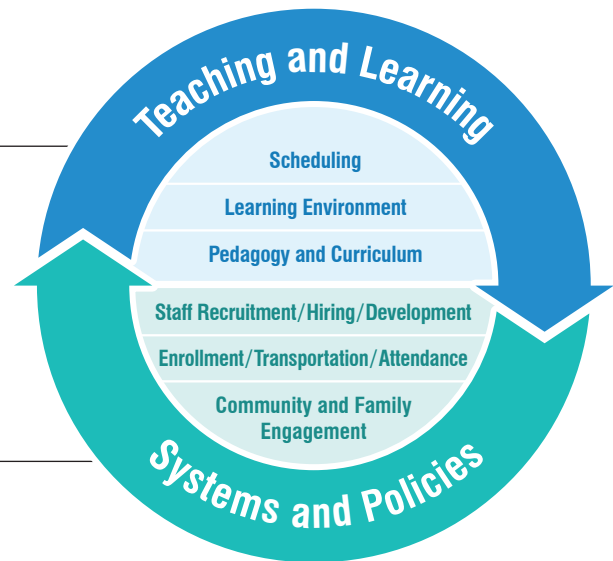 Teaching and Learning
Scheduling
Learning Environment
Pedagogy and Curriculum
Staff Recruitment/Hiring/Development
Enrollment/Transportation/Attendance
Community and Family
Engagement
Systems and Policies